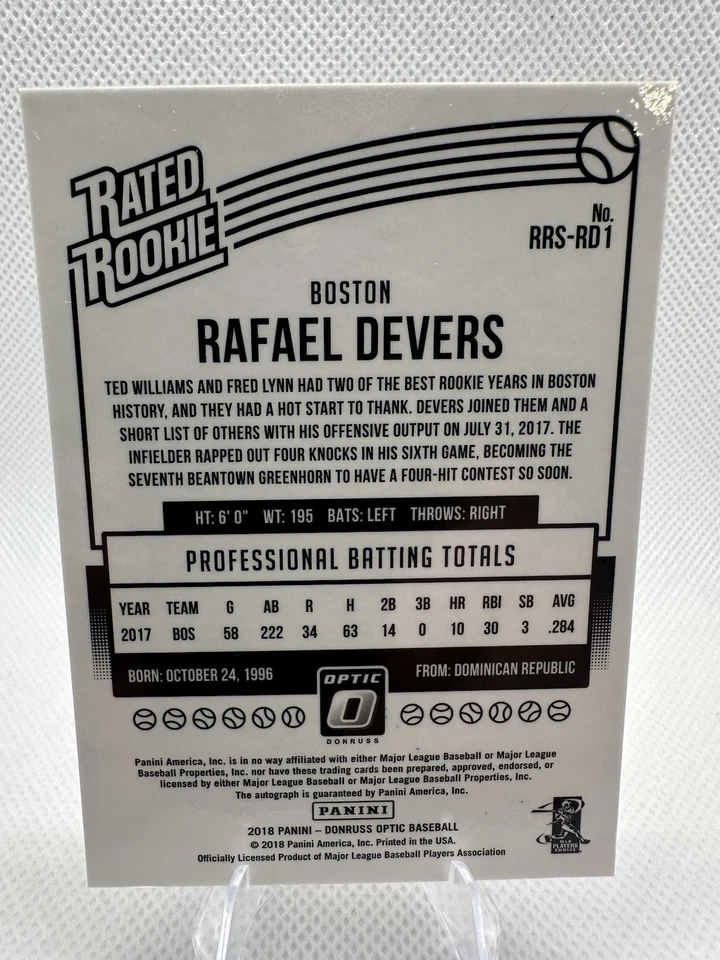 RATED
ROOKIE
No.
RRS-RD1
BOSTON
RAFAEL DEVERS
TED WILLIAMS AND FRED LYNN HAD TWO OF THE BEST ROOKIE YEARS IN BOSTON
HISTORY, AND THEY HAD A HOT START TO THANK. DEVERS JOINED THEM AND A
SHORT LIST OF OTHERS WITH HIS OFFENSIVE OUTPUT ON JULY 31, 2017. THE
INFIELDER RAPPED OUT FOUR KNOCKS IN HIS SIXTH GAME, BECOMING THE
SEVENTH BEANTOWN GREENHORN TO HAVE A FOUR-HIT CONTEST SO SOON.
HT: 6' 0" WT: 195 BATS: LEFT THROWS: RIGHT
PROFESSIONAL BATTING TOTALS
YEAR TEAM G AB R H 2B 3B HR RBI SB AVG
2017 BOS 58 222 34 63 14 0 10 30 3 .284
BORN: OCTOBER 24, 1996 FROM: DOMINICAN REPUBLIC
OPTIC
O
DONRUSS
Panini America, Inc. is in no way affiliated with either Major League Baseball or Major League
Baseball Properties, Inc. nor have these trading cards been prepared, approved, endorsed, or
licensed by either Major League Baseball or Major League Baseball Properties, Inc.
The autograph is guaranteed by Panini America, Inc.
PANINI
2018 PANINI – DONRUSS OPTIC BASEBALL
© 2018 Panini America, Inc. Printed in the USA.
Officially Licensed Product of Major League Baseball Players Association
MLB
PLAYERS
CHOICE